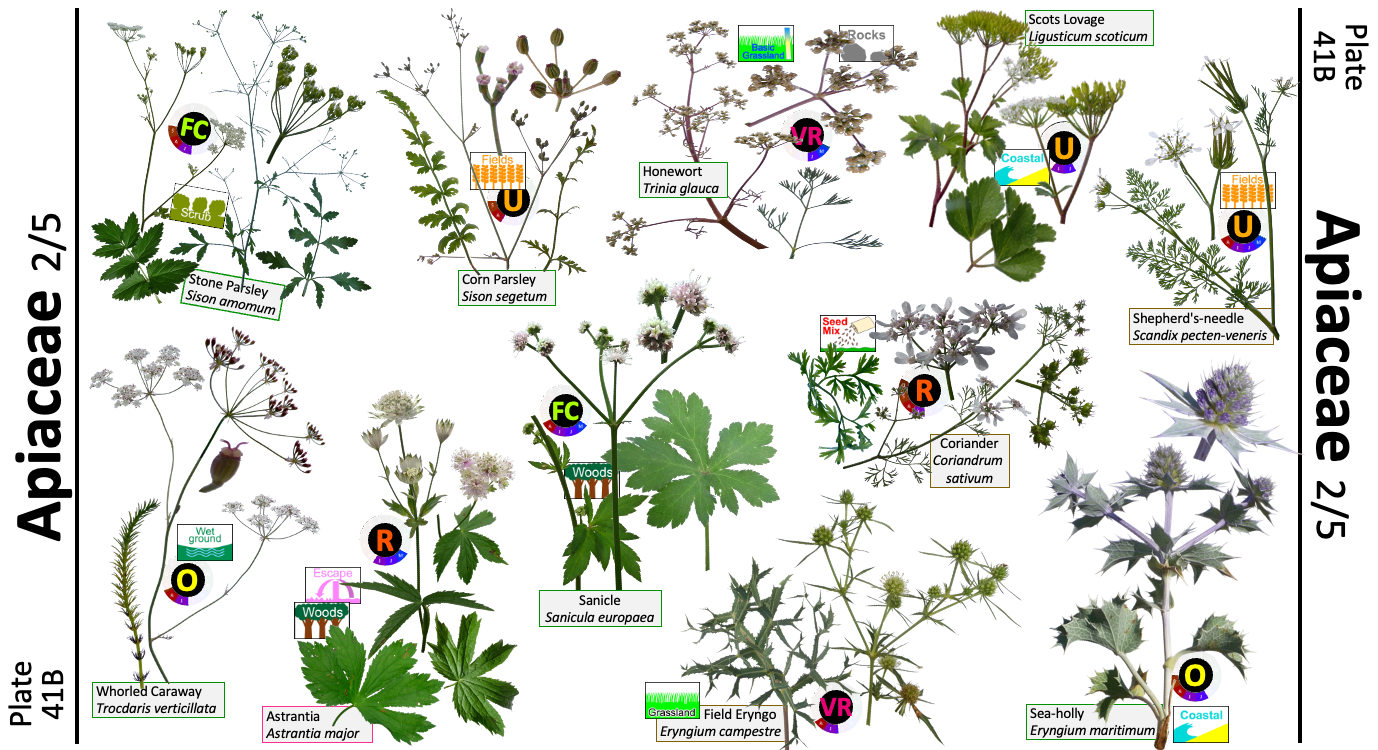 Plate
41B
Apiaceae 2/5
FC
Scrub
Stone Parsley
Sison amomum
Fields
U
Corn Parsley
Sison segetum
Basic
Grassland
Rocks
VR
Honewort
Trinia glauca
Scots Lovage
Ligusticum scoticum
Coastal
U
Fields
U
Shepherd's-needle
Scandix pecten-veneris
Wet
ground
O
Whorled Caraway
Trocdaris verticillata
R
Escape
Woods
Astrantia
Astrantia major
FC
Woods
Sanicle
Sanicula europaea
Seed
Mix
R
Coriander
Coriandrum
sativum
Grassland
VR
Field Eryngo
Eryngium campestre
O
Coastal
Sea-holly
Eryngium maritimum
Plate
41B
Apiaceae 2/5